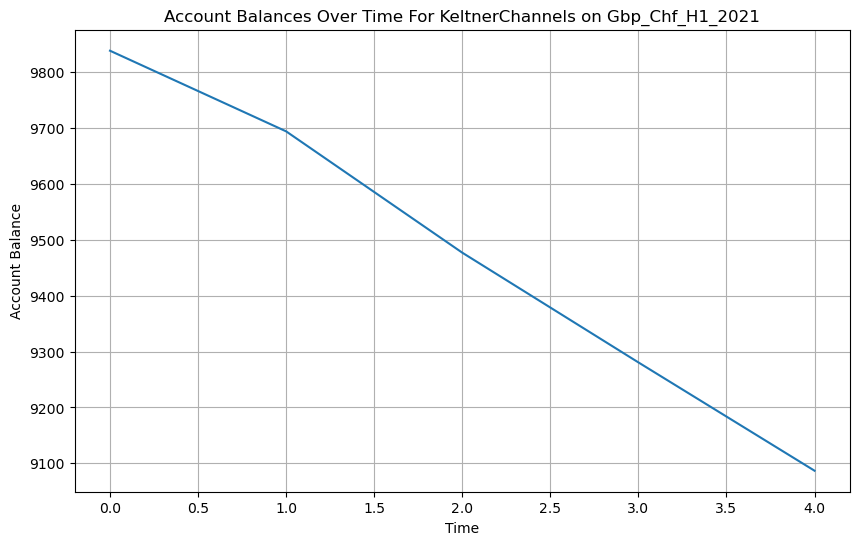 Account Balances Over Time For KeltnerChannels on Gbp_Chf_H1_2021
Account Balance
9800
9700
9600
9500
9400
9300
9200
9100
0.0 0.5 1.0 1.5 2.0 2.5 3.0 3.5 4.0
Time